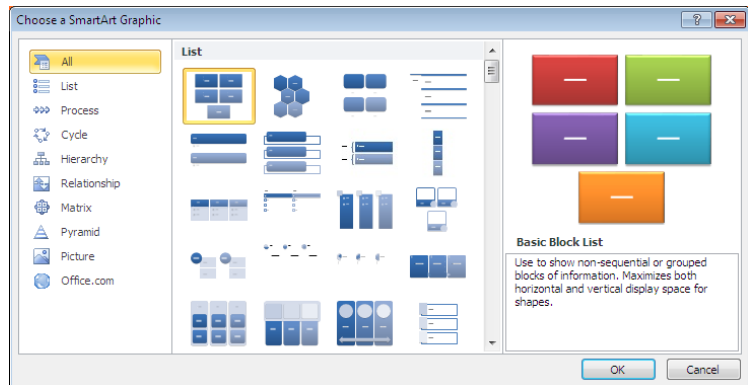 Choose a SmartArt Graphic
All
List
Process
Cycle
Hierarchy
Relationship
Matrix
Pyramid
Picture
Office.com
List
Basic Block List
Use to show non-sequential or grouped
blocks of information. Maximizes both
horizontal and vertical display space for
shapes.
OK
Cancel